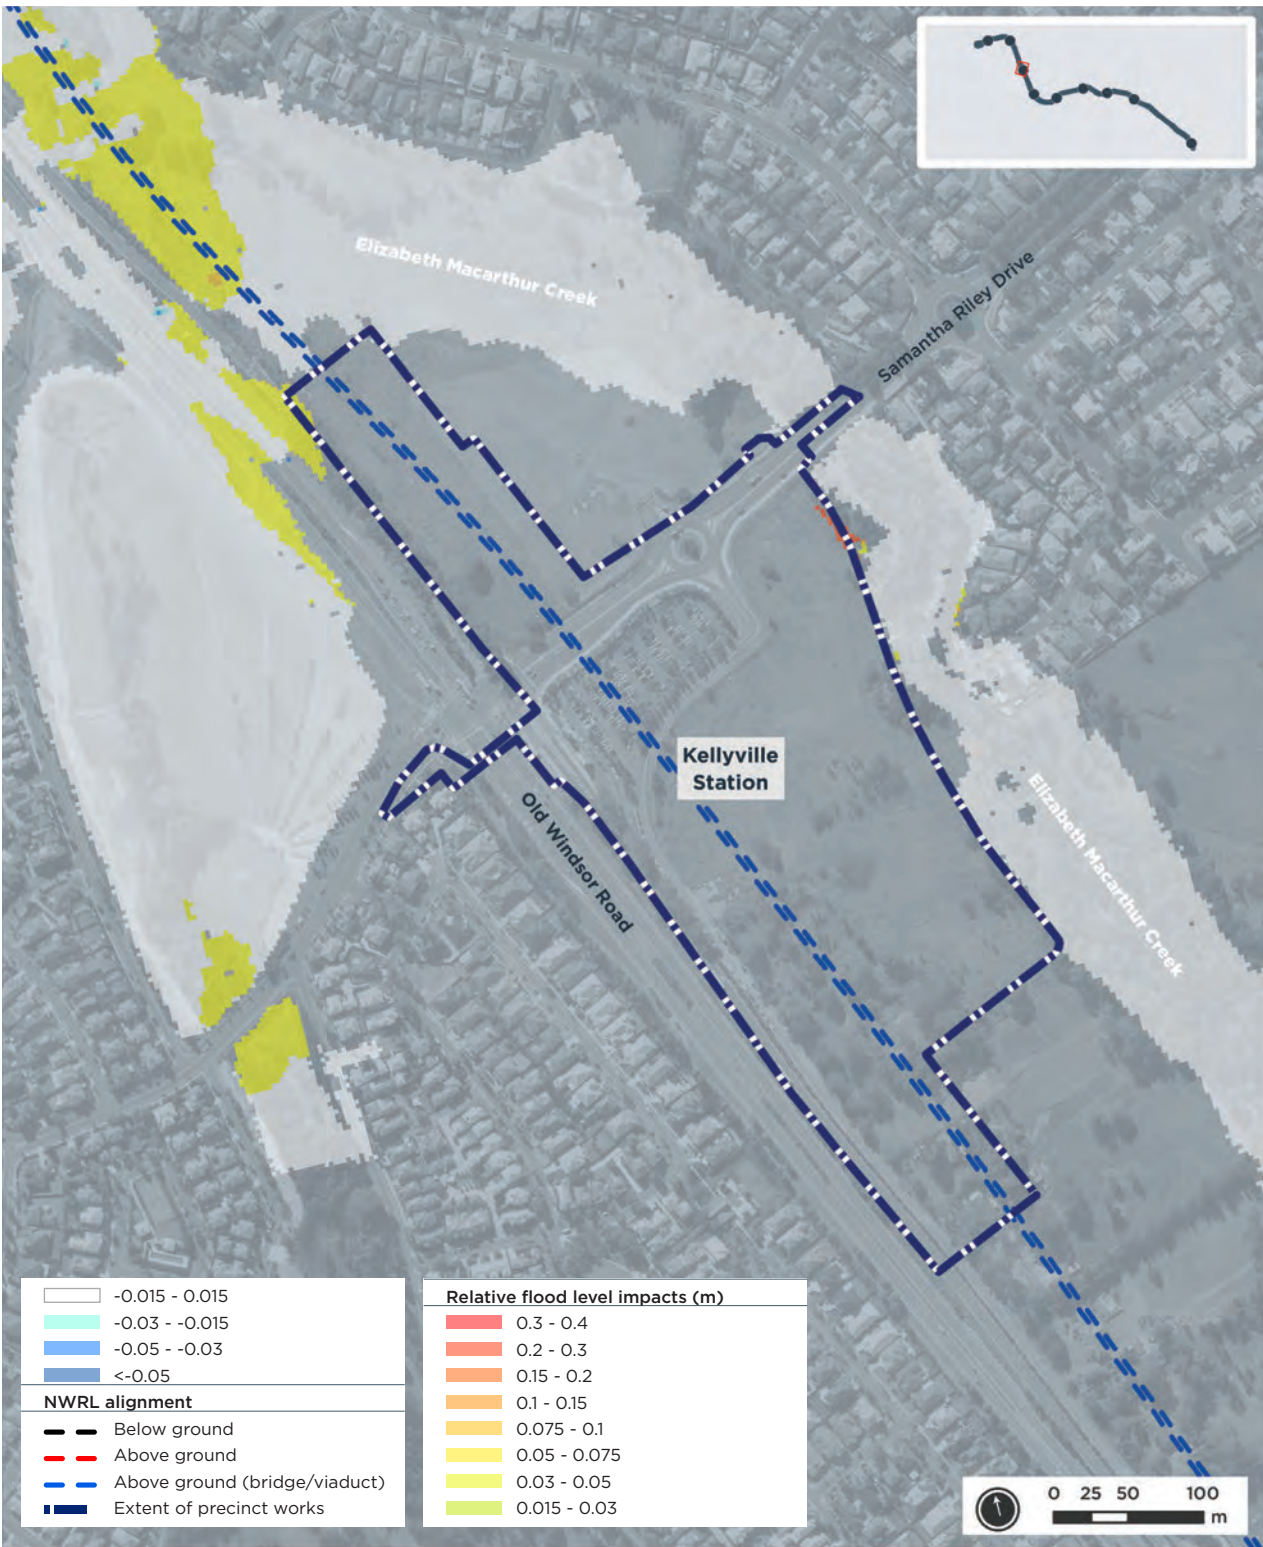 Elizabeth Macarthur Creek
Samantha Riley Drive
Kellyville
Station
Old Windsor Road
Elizabeth Macarthur Creek
-0.015 - 0.015
-0.03 - -0.015
-0.05 - -0.03
<-0.05
NWRL alignment
Below ground
Above ground
Above ground (bridge/viaduct)
Extent of precinct works
Relative flood level impacts (m)
0.3 - 0.4
0.2 - 0.3
0.15 - 0.2
0.1 - 0.15
0.075 - 0.1
0.05 - 0.075
0.03 - 0.05
0.015 - 0.03
0 25 50 100
m